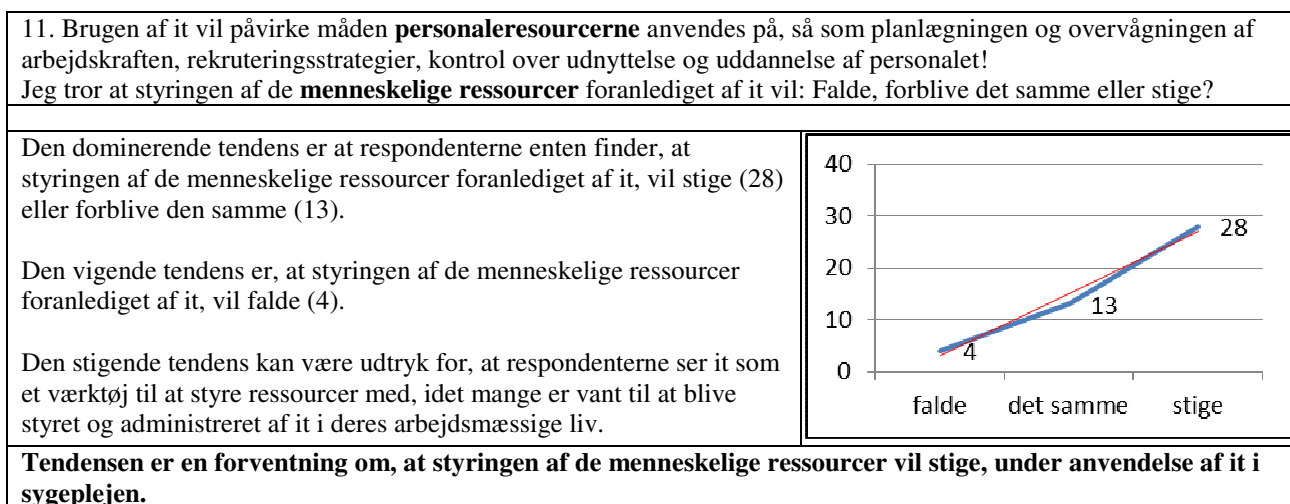 11. Brugen af it vil påvirke måden personaleresourcerne anvendes på, så som planlægningen og overvågningen af
arbejdskraften, rekruteringsstrategier, kontrol over udnyttelse og uddannelse af personalet!
Jeg tror at styringen af de menneskelige ressourcer foranlediget af it vil: Falde, forblive det samme eller stige?
Den dominerende tendens er at respondenterne enten finder, at
styringen af de menneskelige ressourcer foranlediget af it, vil stige (28)
eller forblive den samme (13).
Den vigende tendens er, at styringen af de menneskelige ressourcer
foranlediget af it, vil falde (4).
Den stigende tendens kan være udtryk for, at respondenterne ser it som
et værktøj til at styre ressourcer med, idet mange er vant til at blive
styret og administreret af it i deres arbejdsmæssige liv.
40
30
20
10
0
4
13
28
falde det samme stige
Tendensen er en forventning om, at styringen af de menneskelige ressourcer vil stige, under anvendelse af it i
sygeplejen.